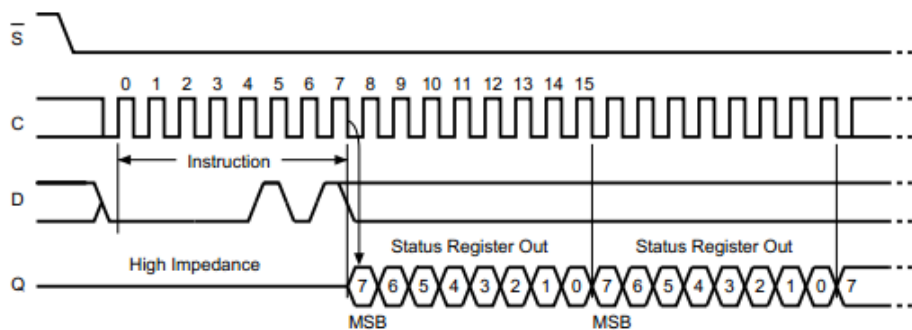 S
0 1 2 3 4 5 6 7 8 9 10 11 12 13 14 15
C
Instruction
D
Status Register Out Status Register Out
High Impedance
Q 7 6 5 4 3 2 1 0 7 6 5 4 3 2 1 0 7
MSB MSB